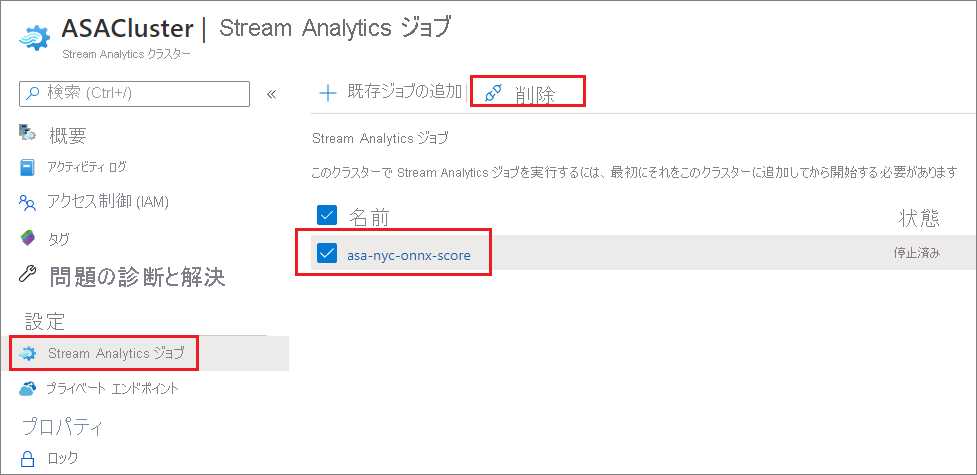 ASACluster | Stream Analytics ジョブ
Stream Analytics クラスター
検索 (Ctrl+/)
«
概要
アクティビティ ログ
アクセス制御 (IAM)
タグ
問題の診断と解決
設定
Stream Analytics ジョブ
プライベート エンドポイント
プロパティ
ロック
既存ジョブの追加
削除
Stream Analytics ジョブ
このクラスターで Stream Analytics ジョブを実行するには、最初にそれをこのクラスターに追加してから開始する必要があります
名前 状態
asa-nyc-onnx-score 停止済み